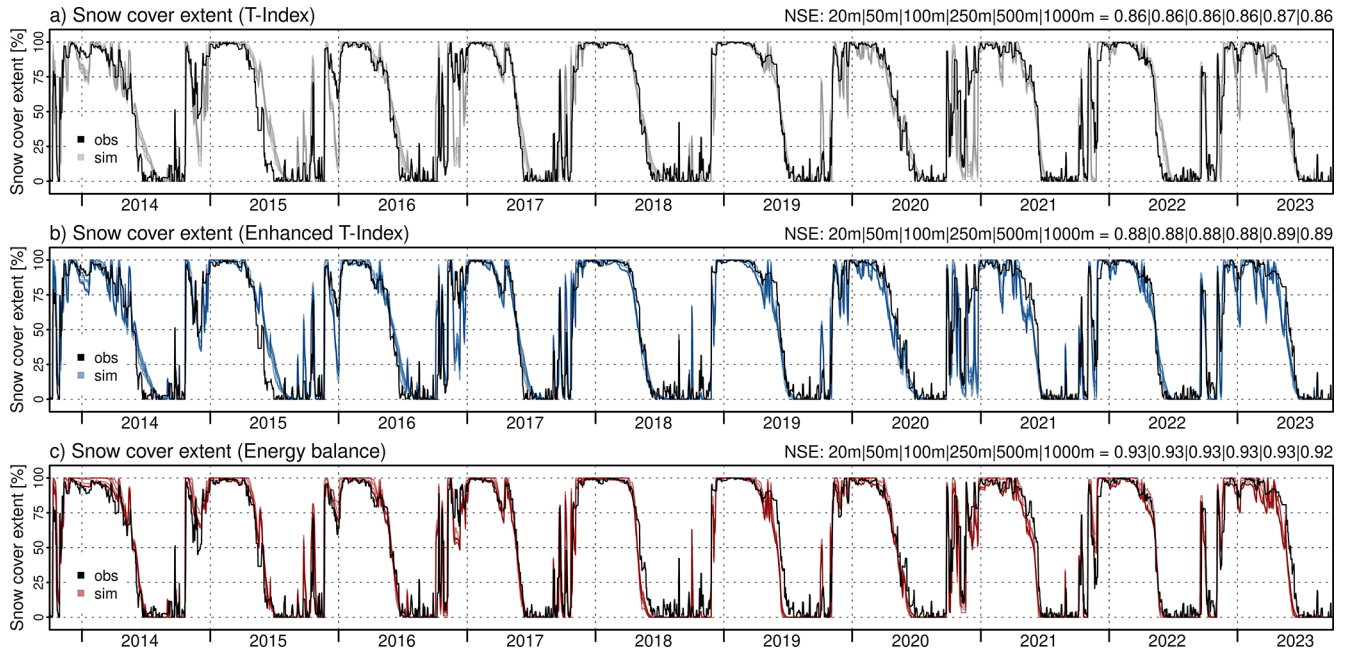 a) Snow cover extent (T-Index)
NSE: 20m|50m|100m|250m|500m|1000m = 0.86|0.86|0.86|0.86|0.87|0.86
Snow cover extent [%]
100
75
50
25
0
obs
sim
2014 2015 2016 2017 2018 2019 2020 2021 2022 2023
b) Snow cover extent (Enhanced T-Index)
NSE: 20m|50m|100m|250m|500m|1000m = 0.88|0.88|0.88|0.88|0.89|0.89
Snow cover extent [%]
100
75
50
25
0
obs
sim
2014 2015 2016 2017 2018 2019 2020 2021 2022 2023
c) Snow cover extent (Energy balance)
NSE: 20m|50m|100m|250m|500m|1000m = 0.93|0.93|0.93|0.93|0.93|0.92
Snow cover extent [%]
100
75
50
25
0
obs
sim
2014 2015 2016 2017 2018 2019 2020 2021 2022 2023